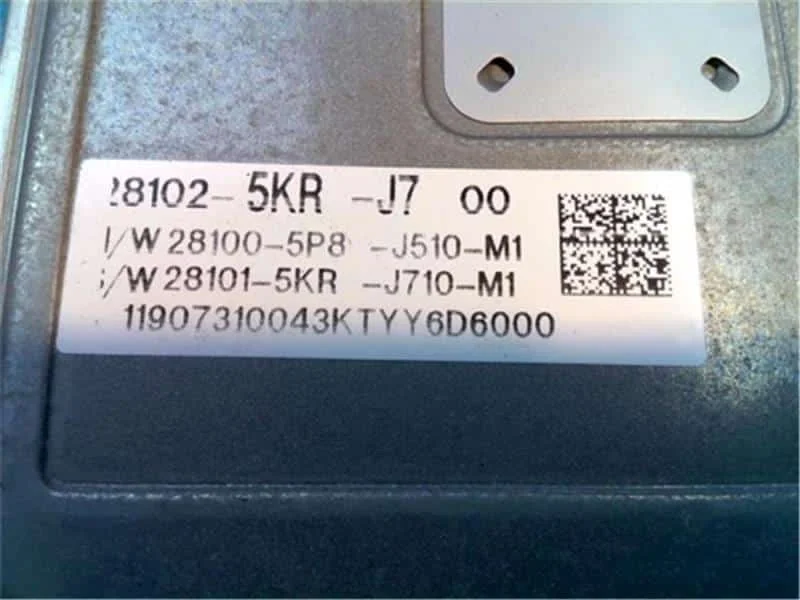 28102-5KR -J7 00
H/W 28100-5P8 -J510-M1
S/W 28101-5KR -J710-M1
11907310043KTYY6D6000